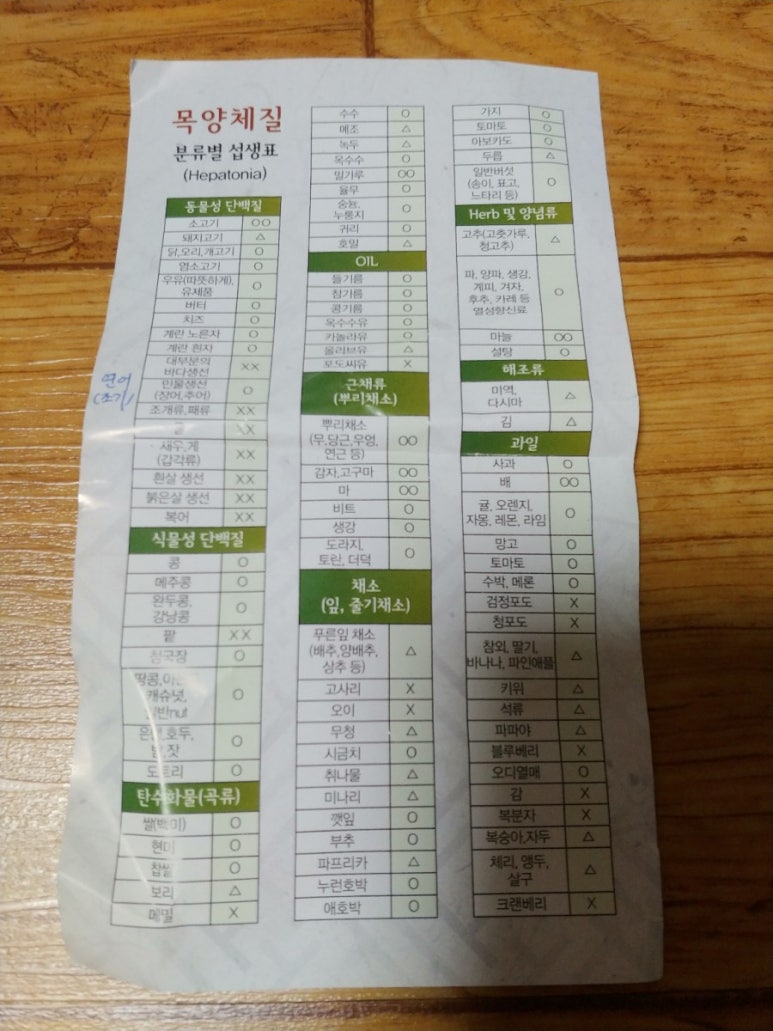 목양체질
분류별 섭생표
(Hepatonia)
동물성 단백질
소고기 ○○
돼지고기 △
닭,오리,개고기 ○
염소고기 ○
우유(따뜻하게),
유제품 ○
버터 ○
치즈 ○
계란 노른자 ○
계란 흰자 ○
대부분의
바다생선 XX
연어
(조기)
민물생선
(장어,추어) ○
조개류,패류 XX
굴 XX
새우,게
(갑각류) XX
흰살 생선 XX
붉은살 생선 XX
복어 XX
식물성 단백질
콩 ○
메주콩 ○
완두콩,
강낭콩 ○
팥 XX
청국장 ○
땅콩,
캐슈넛,
nut ○
호두,
잣 ○
도토리 ○
탄수화물(곡류)
쌀(백미) ○
현미 ○
찹쌀 ○
보리 △
메밀 X
수수 ○
메조 △
녹두 △
옥수수 ○
밀가루 ○○
율무 ○
숭늉,
누룽지 ○
귀리 ○
호밀 △
OIL
들기름 ○
참기름 ○
콩기름 ○
옥수수유 ○
카놀라유 ○
올리브유 △
포도씨유 X
근채류
(뿌리채소)
뿌리채소
(무,당근,우엉,
연근 등) ○○
감자,고구마 ○○
마 ○○
비트 ○
생강 ○
도라지,
토란, 더덕 ○
채소
(잎, 줄기채소)
푸른잎 채소
(배추,양배추,
상추 등) △
고사리 X
오이 X
무청 △
시금치 ○
취나물 △
미나리 △
깻잎 ○
부추 ○
파프리카 △
누런호박 ○
애호박 ○
가지 ○
토마토 ○
아보카도 ○
두릅 △
일반버섯
(송이, 표고,
느타리 등) ○
Herb 및 양념류
고추(고춧가루,
청고추) △
파, 양파, 생강,
계피, 겨자,
후추, 카레 등
열성향신료 ○
마늘 ○○
설탕 ○
해조류
미역,
다시마 △
김 △
과일
사과 ○
배 ○○
귤, 오렌지,
자몽, 레몬, 라임 ○
망고 ○
토마토 ○
수박, 메론 ○
검정포도 X
청포도 X
참외, 딸기,
바나나, 파인애플 △
키위 △
석류 △
파파야 △
블루베리 X
오디열매 ○
감 X
복분자 X
복숭아,자두 △
체리, 앵두,
살구 △
크랜베리 X